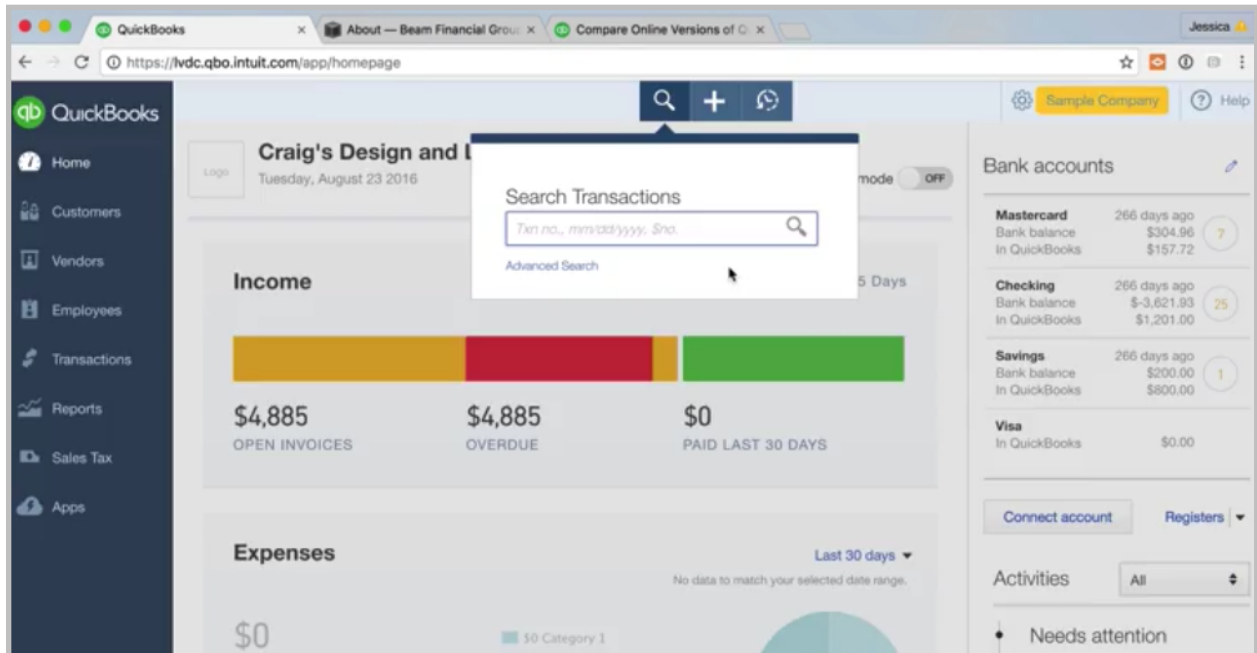 QuickBooks
About — Beam Financial Grou
Compare Online Versions of Q
Jessica
https://lvdc.qbo.intuit.com/app/homepage
qb QuickBooks
Sample Company
Help
Home
Customers
Vendors
Employees
Transactions
Reports
Sales Tax
Apps
Logo
Craig's Design and L
Tuesday, August 23 2016
mode OFF
Search Transactions
Txn no., mm/dd/yyyy, $no.
Advanced Search
Income
5 Days
$4,885
OPEN INVOICES
$4,885
OVERDUE
$0
PAID LAST 30 DAYS
Expenses
Last 30 days
No data to match your selected date range.
$0
$0 Category 1
Bank accounts
Mastercard 266 days ago
Bank balance $304.96 7
In QuickBooks $157.72
Checking 266 days ago
Bank balance $-3,621.93 25
In QuickBooks $1,201.00
Savings 266 days ago
Bank balance $200.00 1
In QuickBooks $800.00
Visa
In QuickBooks $0.00
Connect account Registers
Activities All
Needs attention